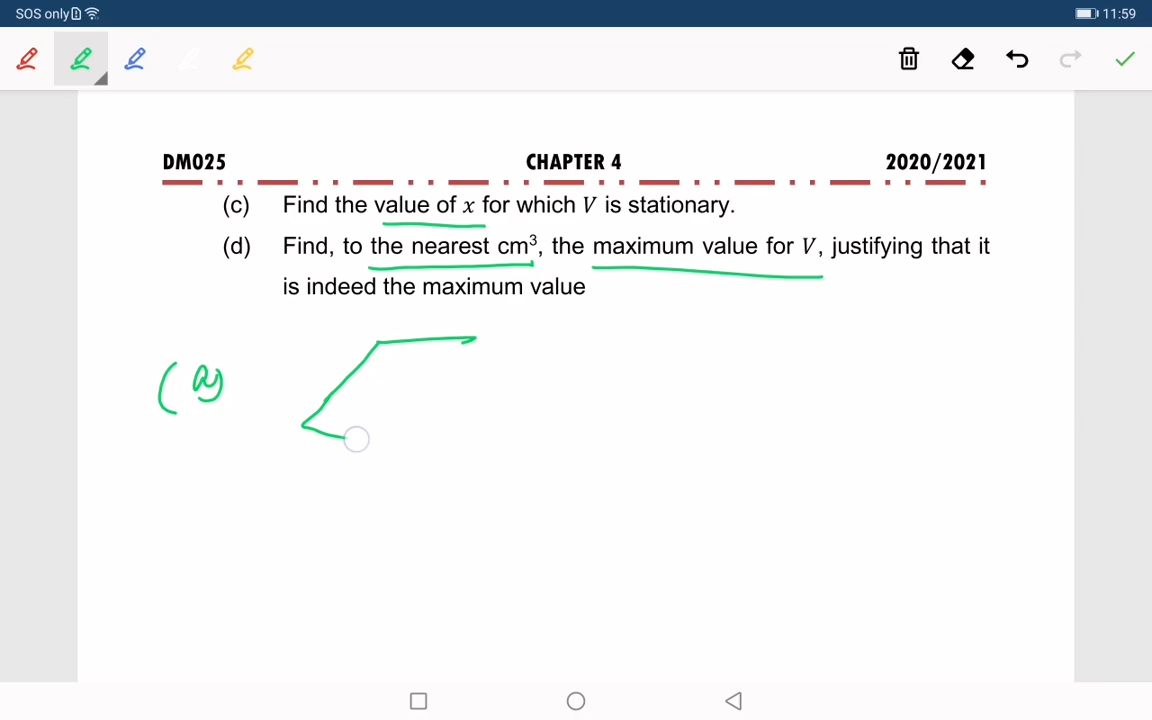 SOS only 11:59
DM025 CHAPTER 4 2020/2021
(c) Find the value of x for which V is stationary.
(d) Find, to the nearest cm³, the maximum value for V, justifying that it
is indeed the maximum value